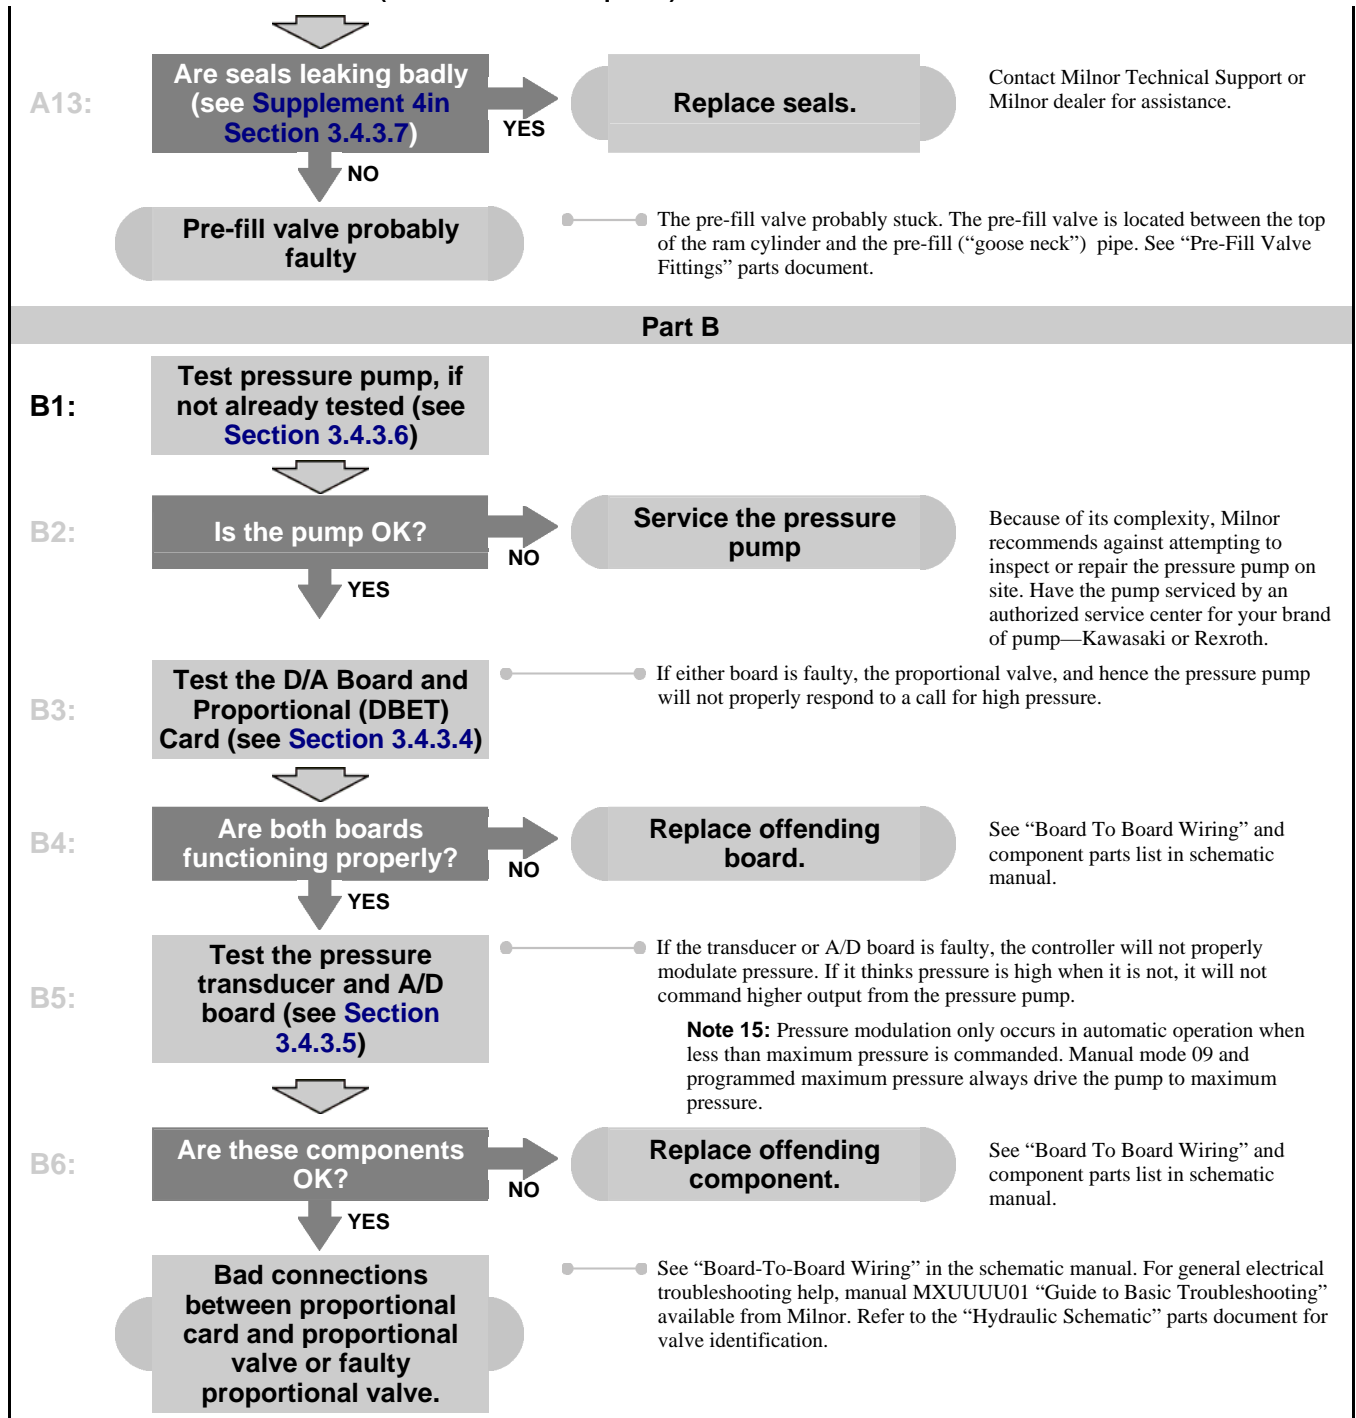 A13:
Are seals leaking badly
(see Supplement 4in
Section 3.4.3.7)
YES
Replace seals.
Contact Milnor Technical Support or
Milnor dealer for assistance.
NO
Pre-fill valve probably
faulty
The pre-fill valve probably stuck. The pre-fill valve is located between the top
of the ram cylinder and the pre-fill (“goose neck”) pipe. See “Pre-Fill Valve
Fittings” parts document.
Part B
B1:
Test pressure pump, if
not already tested (see
Section 3.4.3.6)
B2:
Is the pump OK?
NO
Service the pressure
pump
Because of its complexity, Milnor
recommends against attempting to
inspect or repair the pressure pump on
site. Have the pump serviced by an
authorized service center for your brand
of pump—Kawasaki or Rexroth.
YES
B3:
Test the D/A Board and
Proportional (DBET)
Card (see Section 3.4.3.4)
If either board is faulty, the proportional valve, and hence the pressure pump
will not properly respond to a call for high pressure.
B4:
Are both boards
functioning properly?
NO
Replace offending
board.
See “Board To Board Wiring” and
component parts list in schematic
manual.
YES
B5:
Test the pressure
transducer and A/D
board (see Section
3.4.3.5)
If the transducer or A/D board is faulty, the controller will not properly
modulate pressure. If it thinks pressure is high when it is not, it will not
command higher output from the pressure pump.
Note 15: Pressure modulation only occurs in automatic operation when
less than maximum pressure is commanded. Manual mode 09 and
programmed maximum pressure always drive the pump to maximum
pressure.
B6:
Are these components
OK?
NO
Replace offending
component.
See “Board To Board Wiring” and
component parts list in schematic
manual.
YES
Bad connections
between proportional
card and proportional
valve or faulty
proportional valve.
See “Board-To-Board Wiring” in the schematic manual. For general electrical
troubleshooting help, manual MXUUUU01 “Guide to Basic Troubleshooting”
available from Milnor. Refer to the “Hydraulic Schematic” parts document for
valve identification.